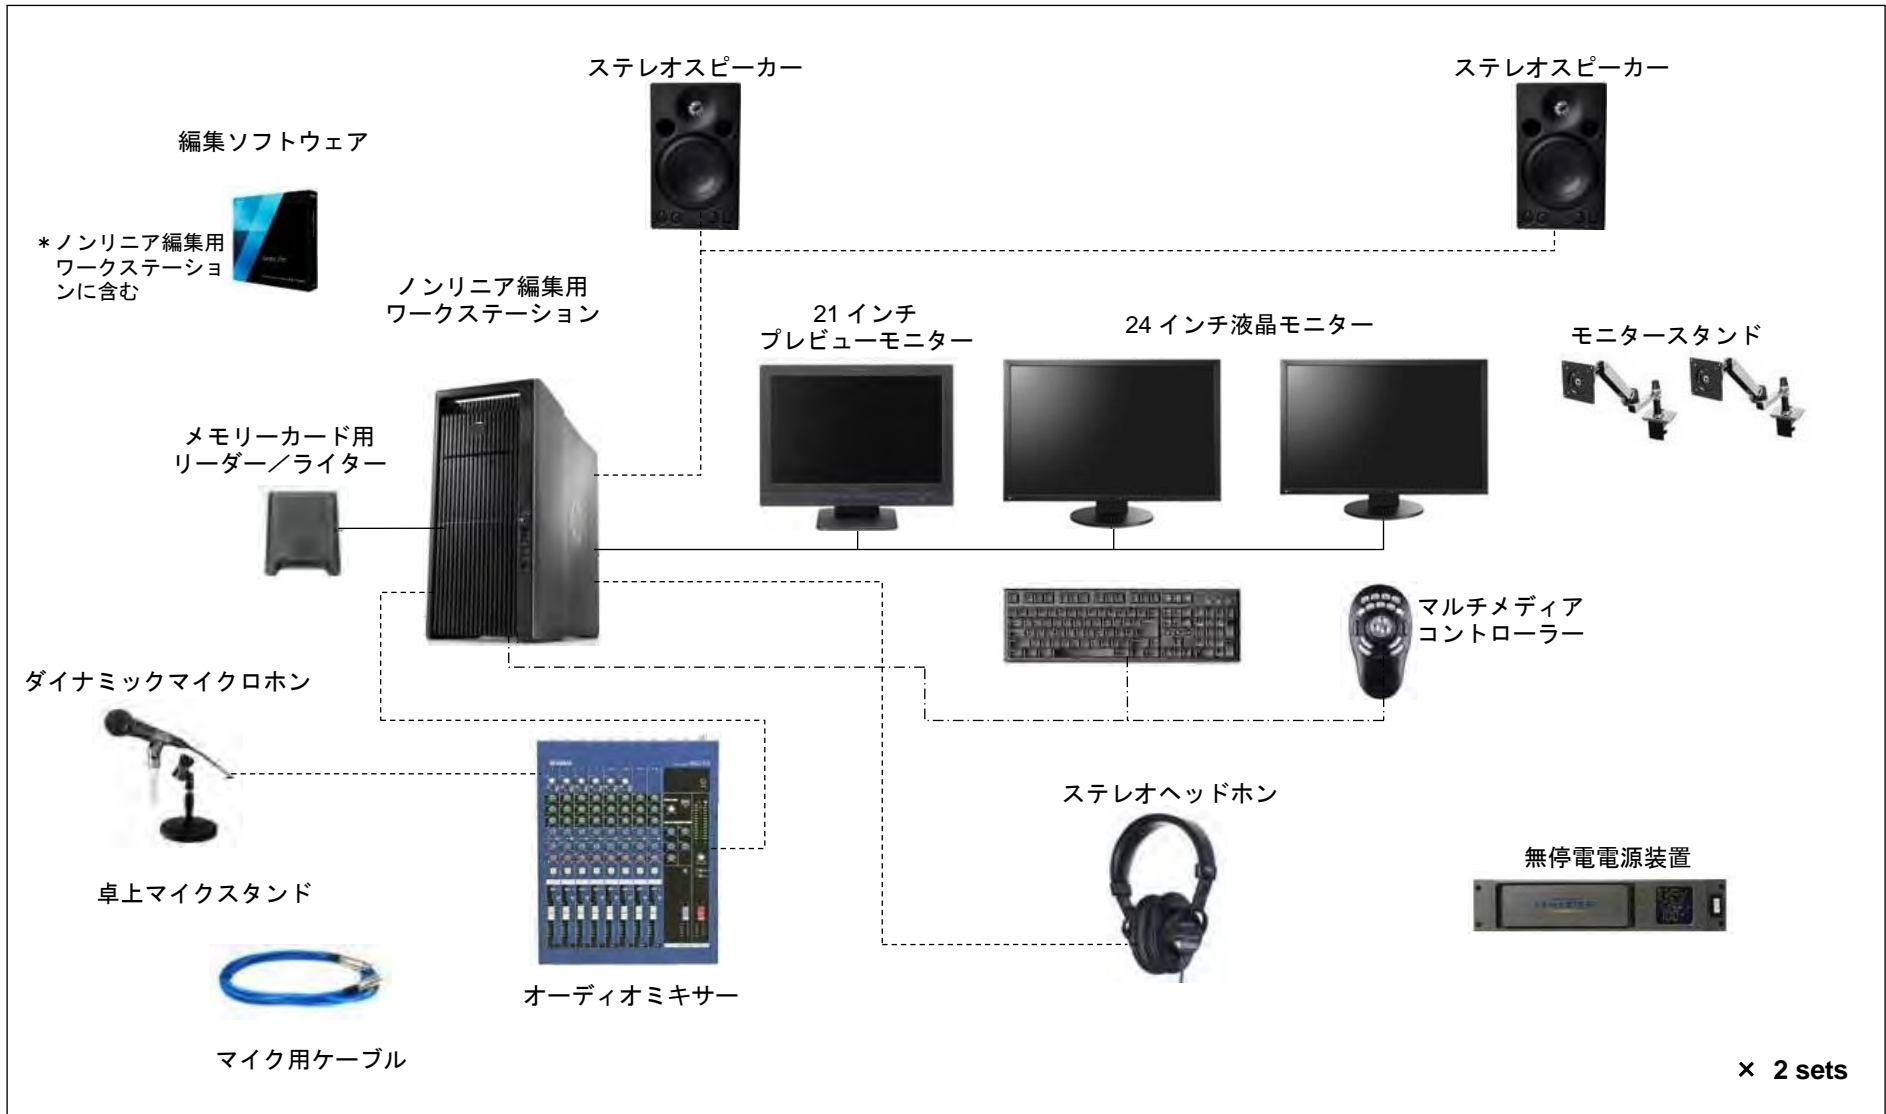 ステレオスピーカー
ステレオスピーカー
編集ソフトウェア
＊ノンリニア編集用
ワークステーショ
ンに含む
ノンリニア編集用
ワークステーション
21 インチ
プレビューモニター
24 インチ液晶モニター
モニタースタンド
メモリーカード用
リーダー／ライター
マルチメディア
コントローラー
ダイナミックマイクロホン
ステレオヘッドホン
無停電電源装置
卓上マイクスタンド
オーディオミキサー
マイク用ケーブル
× 2 sets